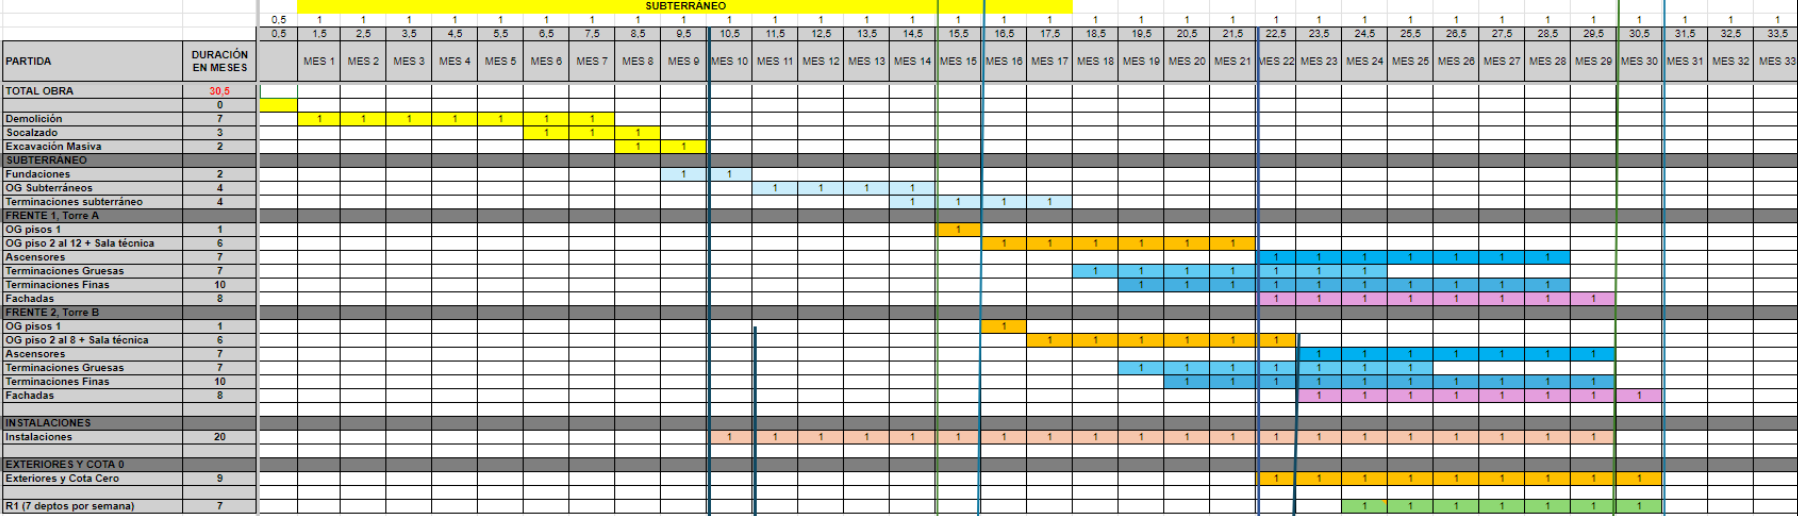 SUBTERRÁNEO
0,5 1 1 1 1 1 1 1 1 1 1 1 1 1 1 1 1 1 1 1 1 1 1 1 1 1 1 1 1 1 1 1 1 1
0,5 1,5 2,5 3,5 4,5 5,5 6,5 7,5 8,5 9,5 10,5 11,5 12,5 13,5 14,5 15,5 16,5 17,5 18,5 19,5 20,5 21,5 22,5 23,5 24,5 25,5 26,5 27,5 28,5 29,5 30,5 31,5 32,5 33,5
PARTIDA DURACIÓN EN MESES MES 1 MES 2 MES 3 MES 4 MES 5 MES 6 MES 7 MES 8 MES 9 MES 10 MES 11 MES 12 MES 13 MES 14 MES 15 MES 16 MES 17 MES 18 MES 19 MES 20 MES 21 MES 22 MES 23 MES 24 MES 25 MES 26 MES 27 MES 28 MES 29 MES 30 MES 31 MES 32 MES 33
TOTAL OBRA 30,5
0
Demolición 7 1 1 1 1 1 1 1
Socalzado 3 1 1 1
Excavación Masiva 2 1 1
SUBTERRÁNEO
Fundaciones 2 1 1
OG Subterráneos 4 1 1 1 1
Terminaciones subterráneo 4 1 1 1 1
FRENTE 1, Torre A
OG pisos 1 1 1
OG piso 2 al 12 + Sala técnica 6 1 1 1 1 1 1
Ascensores 7 1 1 1 1 1 1 1
Terminaciones Gruesas 7 1 1 1 1 1 1 1
Terminaciones Finas 10 1 1 1 1 1 1 1 1 1 1
Fachadas 8 1 1 1 1 1 1 1 1
FRENTE 2, Torre B
OG pisos 1 1 1
OG piso 2 al 8 + Sala técnica 6 1 1 1 1 1 1
Ascensores 7 1 1 1 1 1 1 1
Terminaciones Gruesas 7 1 1 1 1 1 1 1
Terminaciones Finas 10 1 1 1 1 1 1 1 1 1 1
Fachadas 8 1 1 1 1 1 1 1 1
INSTALACIONES
Instalaciones 20 1 1 1 1 1 1 1 1 1 1 1 1 1 1 1 1 1 1 1 1
EXTERIORES Y COTA 0
Exteriores y Cota Cero 9 1 1 1 1 1 1 1 1 1
R1 (7 deptos por semana) 7 1 1 1 1 1 1 1